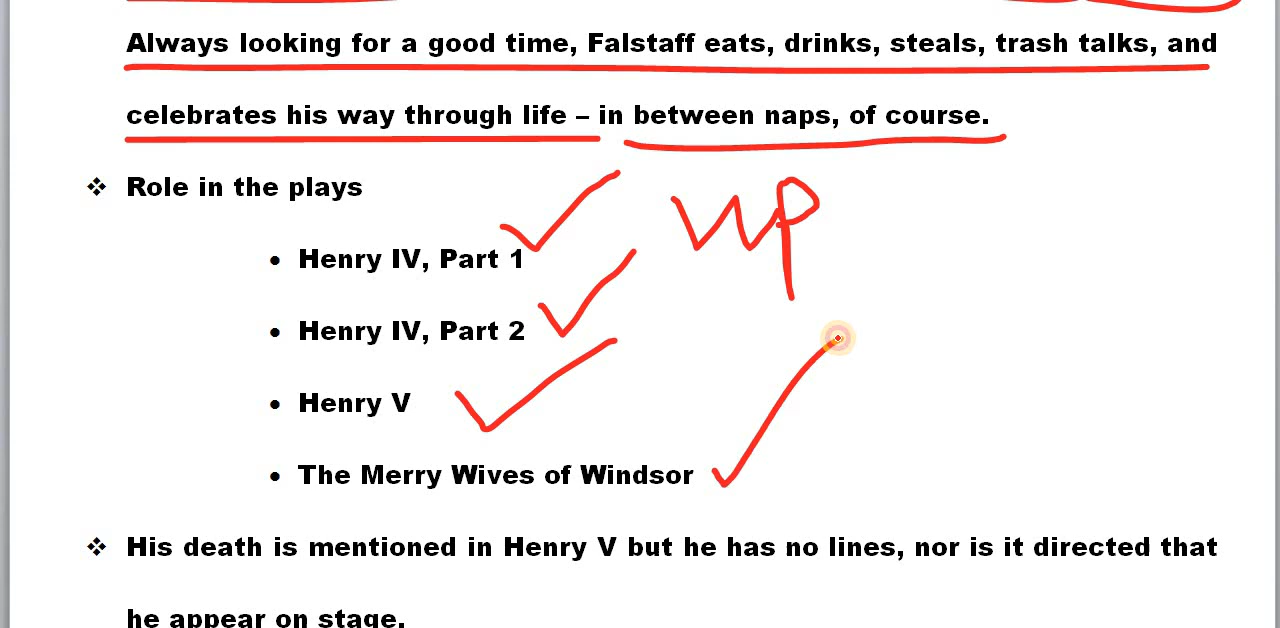 Always looking for a good time, Falstaff eats, drinks, steals, trash talks, and
celebrates his way through life – in between naps, of course.
❖ Role in the plays
• Henry IV, Part 1
VVP
• Henry IV, Part 2
• Henry V
• The Merry Wives of Windsor
❖ His death is mentioned in Henry V but he has no lines, nor is it directed that
he appear on stage.